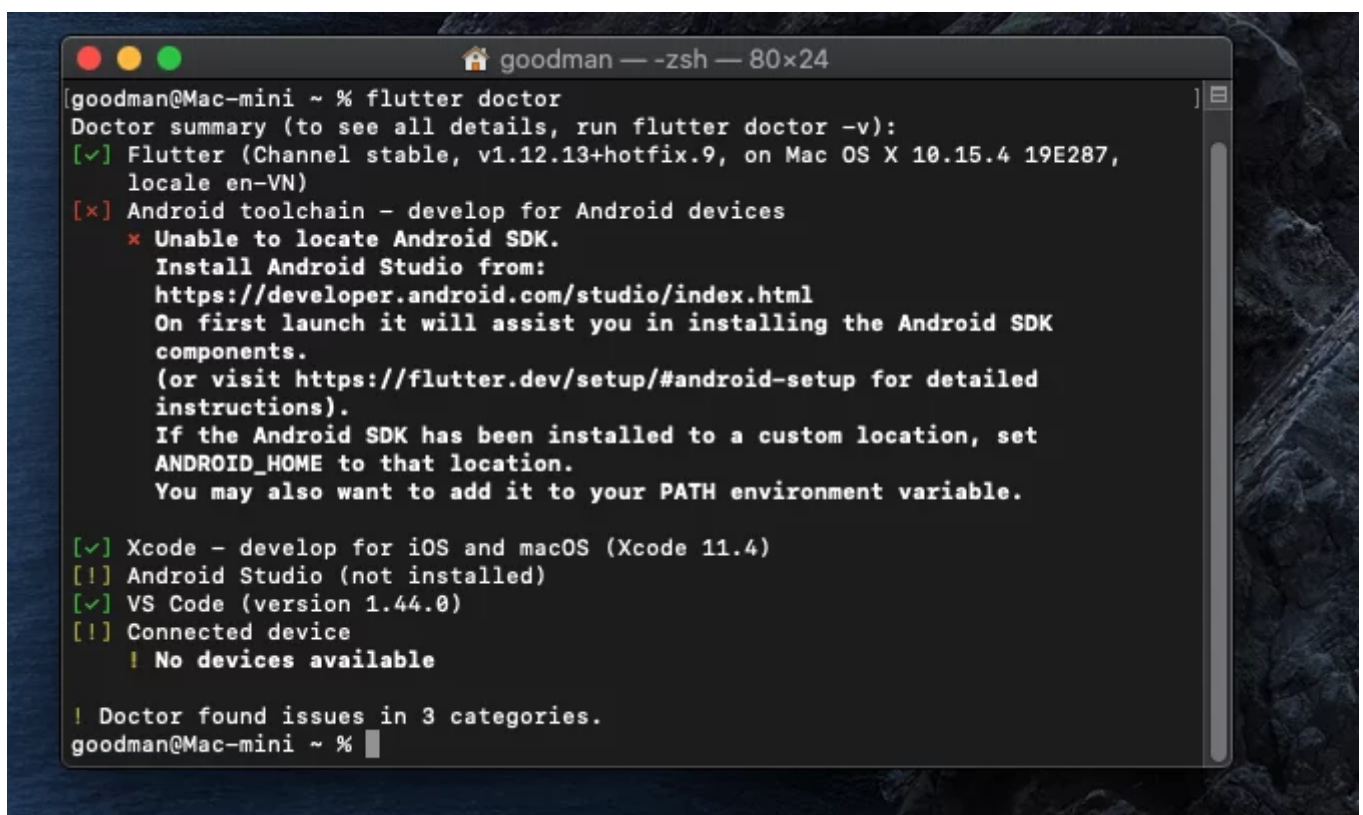 goodman — -zsh — 80×24
[goodman@Mac-mini ~ % flutter doctor ]
Doctor summary (to see all details, run flutter doctor -v):
[✓] Flutter (Channel stable, v1.12.13+hotfix.9, on Mac OS X 10.15.4 19E287,
locale en-VN)
[✗] Android toolchain - develop for Android devices
✗ Unable to locate Android SDK.
Install Android Studio from:
https://developer.android.com/studio/index.html
On first launch it will assist you in installing the Android SDK
components.
(or visit https://flutter.dev/setup/#android-setup for detailed
instructions).
If the Android SDK has been installed to a custom location, set
ANDROID_HOME to that location.
You may also want to add it to your PATH environment variable.
[✓] Xcode - develop for iOS and macOS (Xcode 11.4)
[!] Android Studio (not installed)
[✓] VS Code (version 1.44.0)
[!] Connected device
! No devices available
! Doctor found issues in 3 categories.
goodman@Mac-mini ~ %